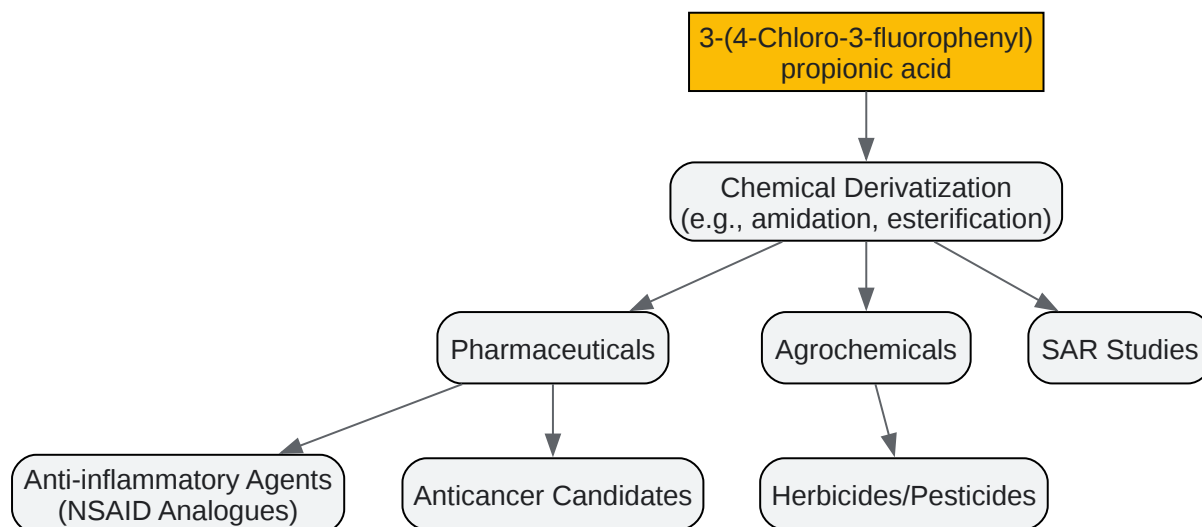 3-(4-Chloro-3-fluorophenyl)
propionic acid
Chemical Derivatization
(e.g., amidation, esterification)
Pharmaceuticals
Agrochemicals
SAR Studies
Anti-inflammatory Agents
(NSAID Analogues)
Anticancer Candidates
Herbicides/Pesticides